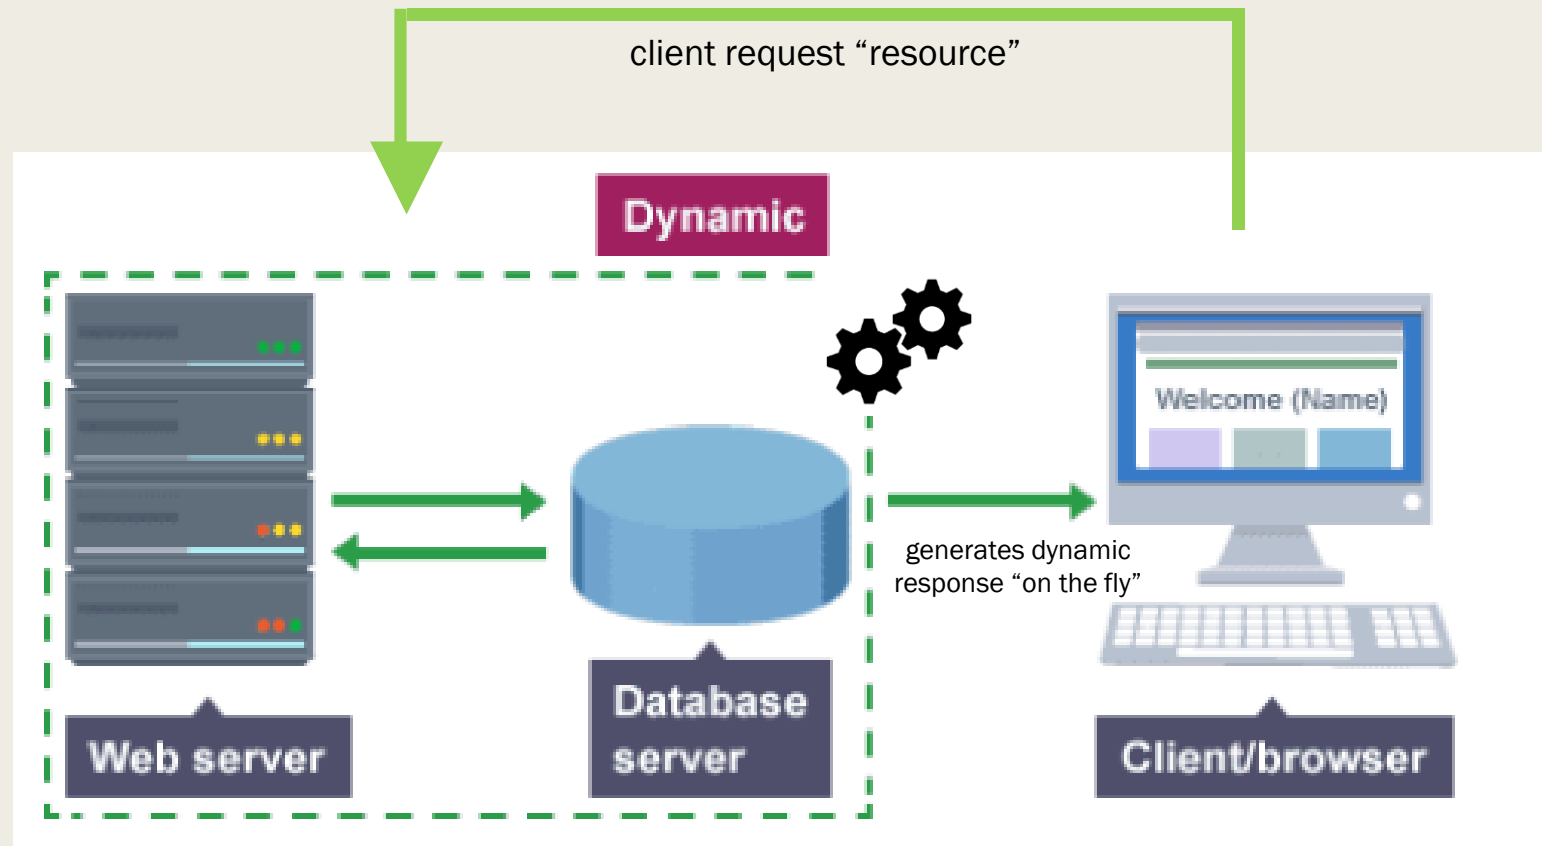 client request “resource”
Dynamic
Welcome (Name)
generates dynamic
response “on the fly”
Database
server
Web server
Client/browser